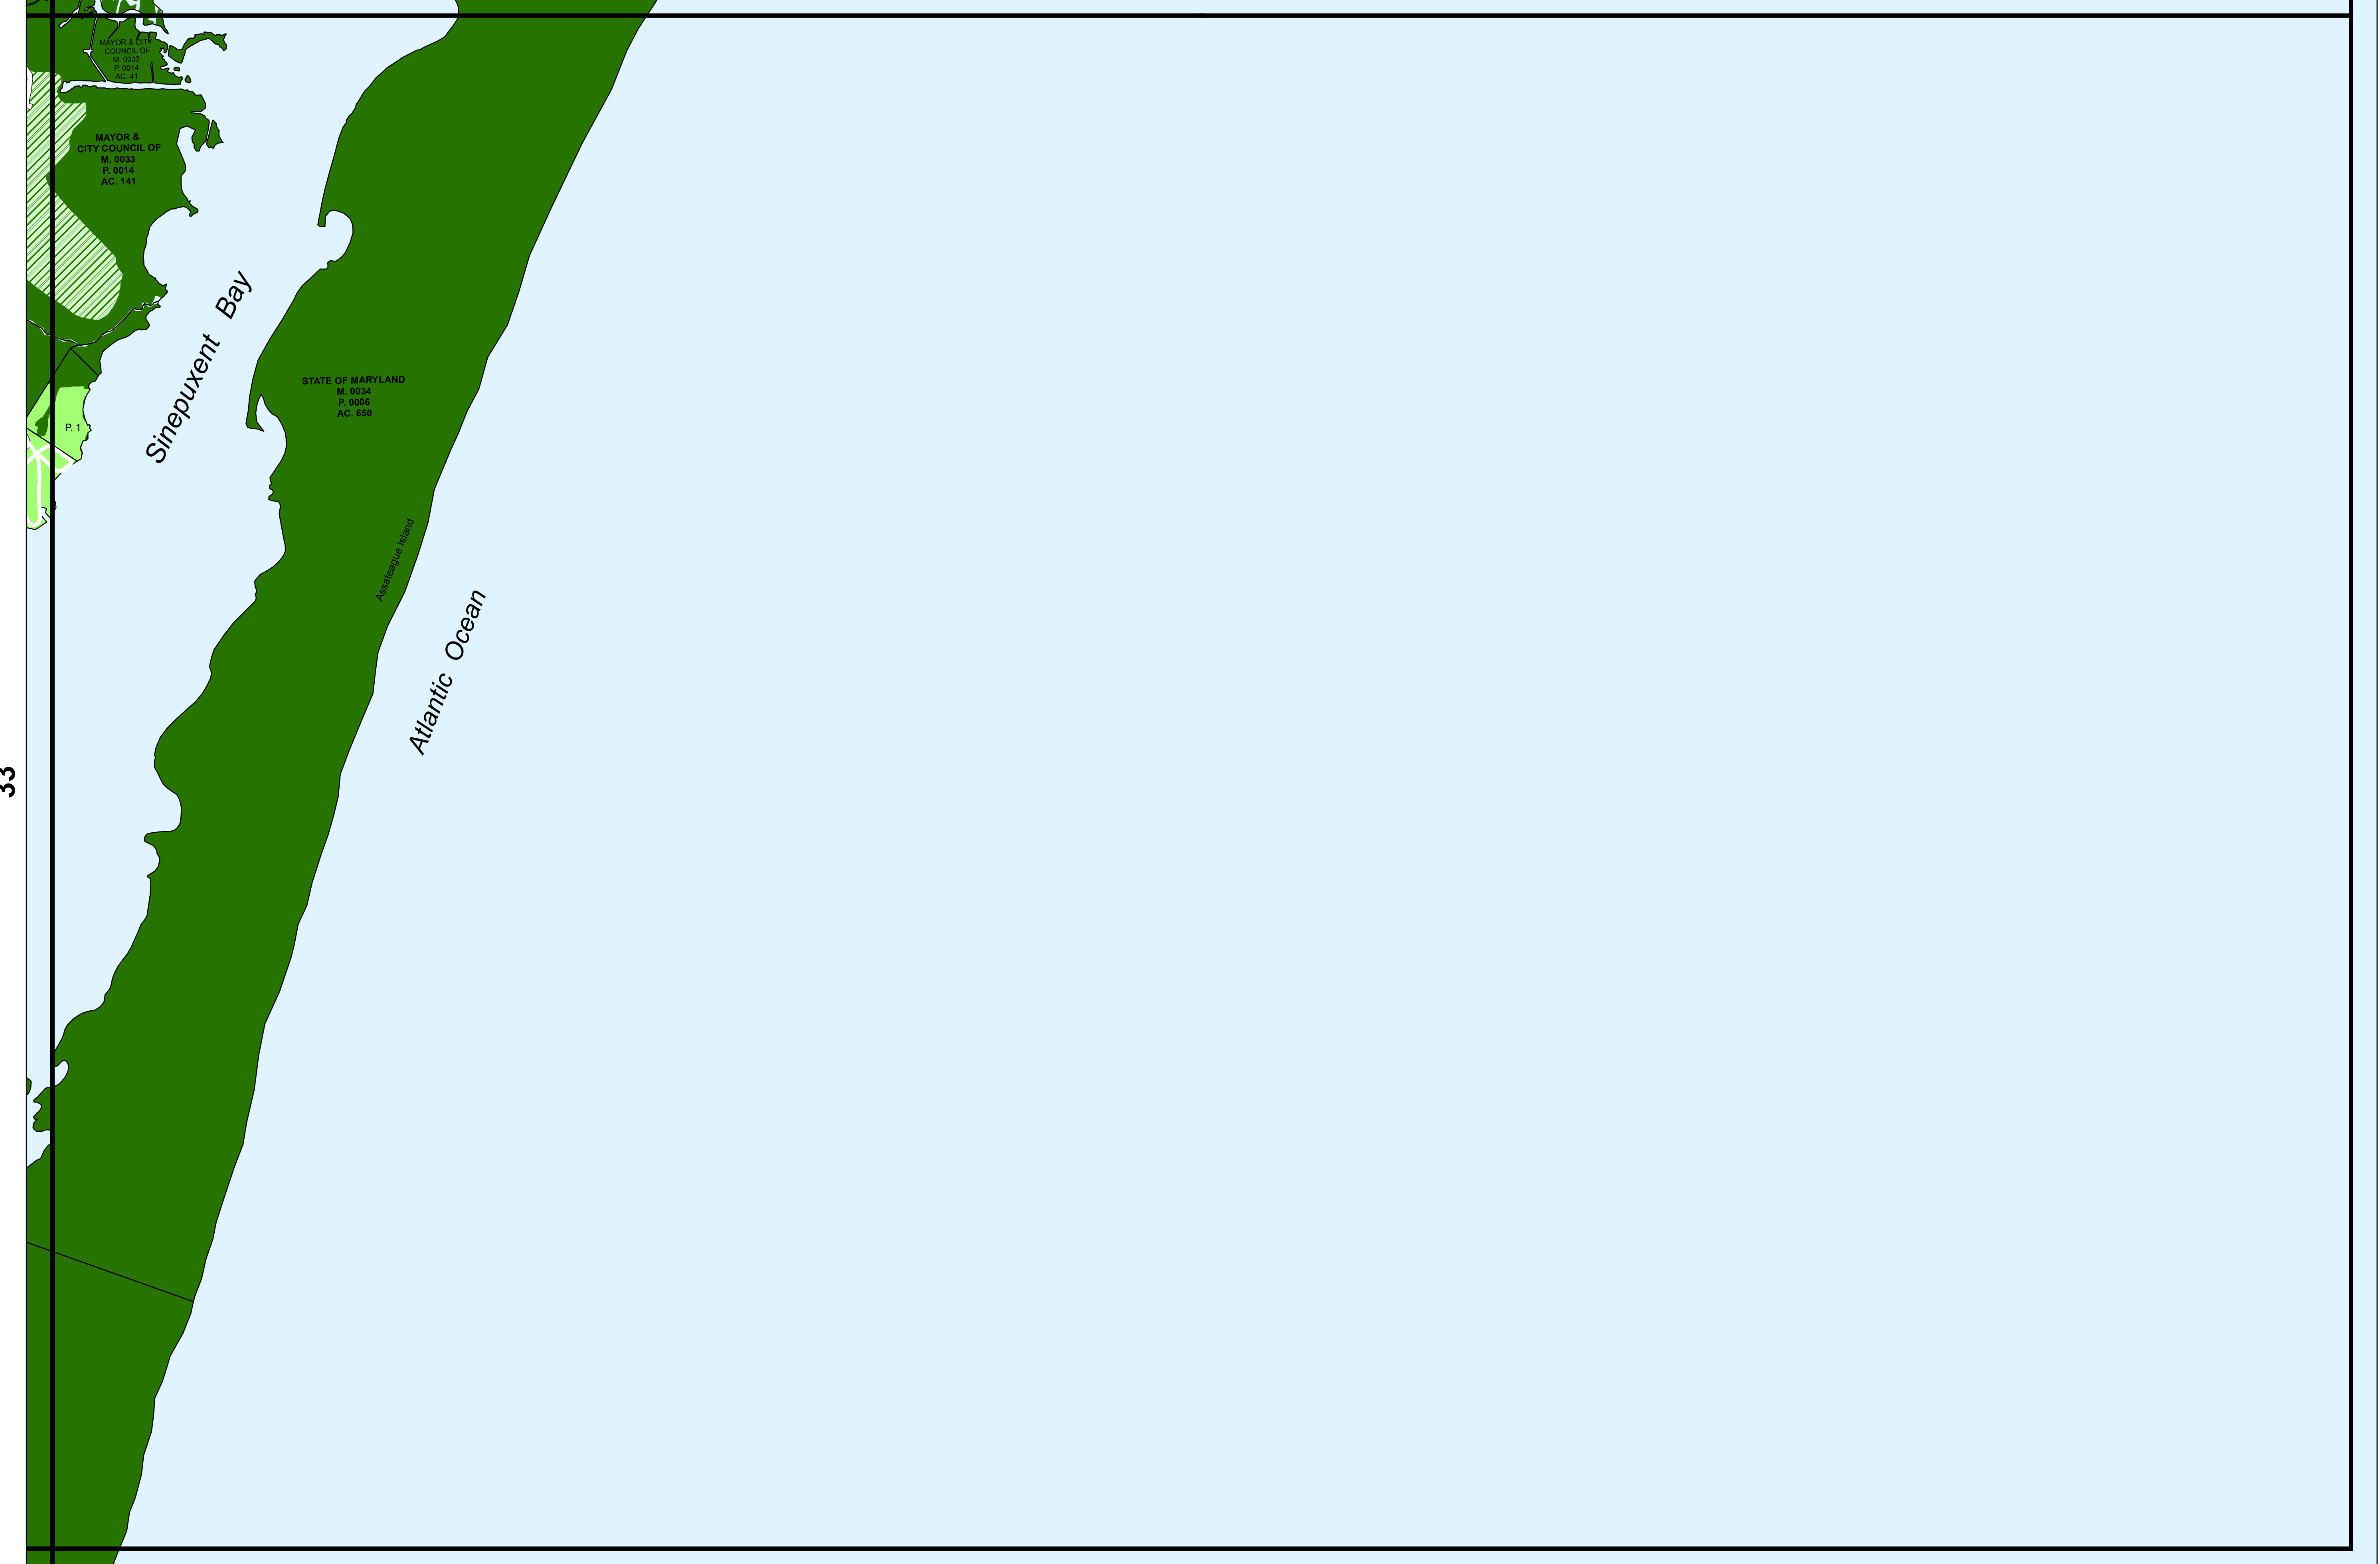 MAYOR & CITY
COUNCIL OF
M. 0033
P. 0014
AC. 41
MAYOR &
CITY COUNCIL OF
M. 0033
P. 0014
AC. 141
Sinepuxent Bay
STATE OF MARYLAND
M. 0034
P. 0006
AC. 650
P. 1
Assateague Island
Atlantic Ocean
33